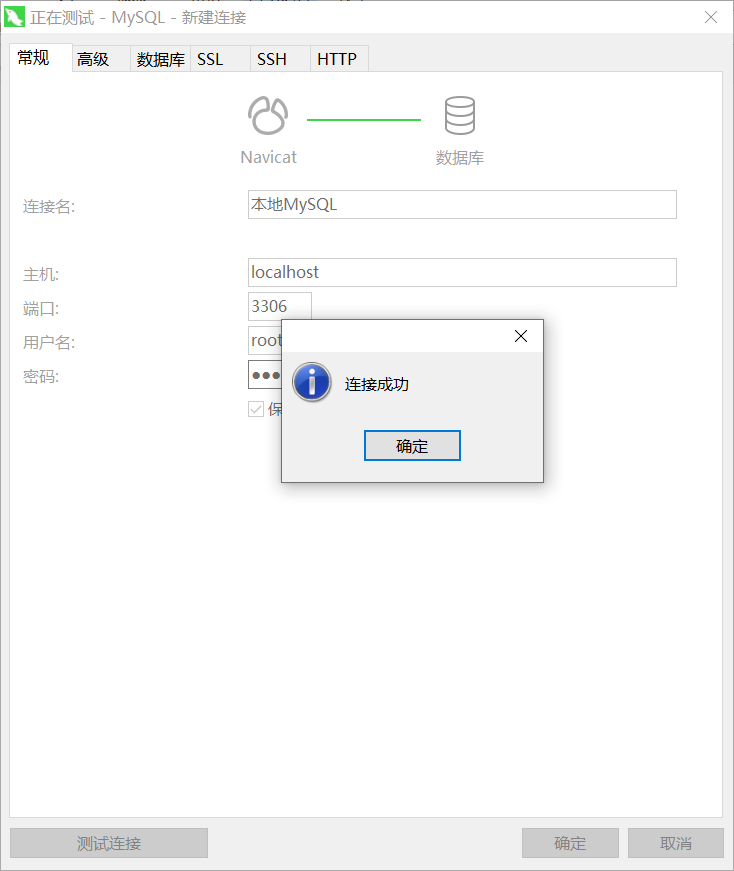 正在测试 - MySQL - 新建连接
常规 高级 数据库 SSL SSH HTTP
Navicat 数据库
连接名: 本地MySQL
主机: localhost
端口: 3306
用户名: root
密码: ●●●
保
连接成功
确定
测试连接 确定 取消